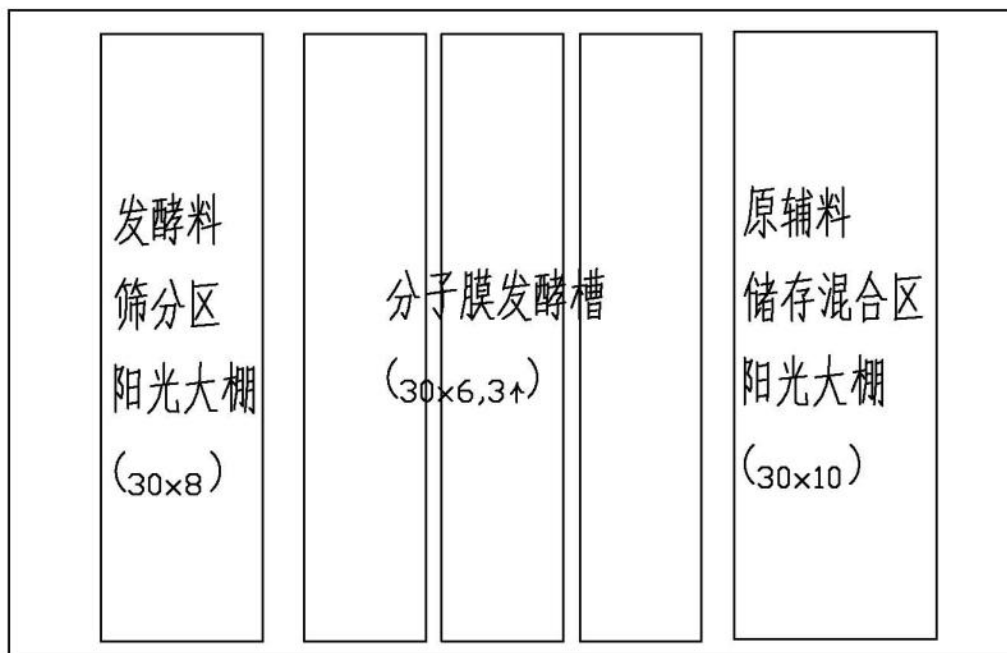 发酵料
筛分区
阳光大棚
(30×8)
分子膜发酵槽
(30×6,3个)
原辅料
储存混合区
阳光大棚
(30×10)